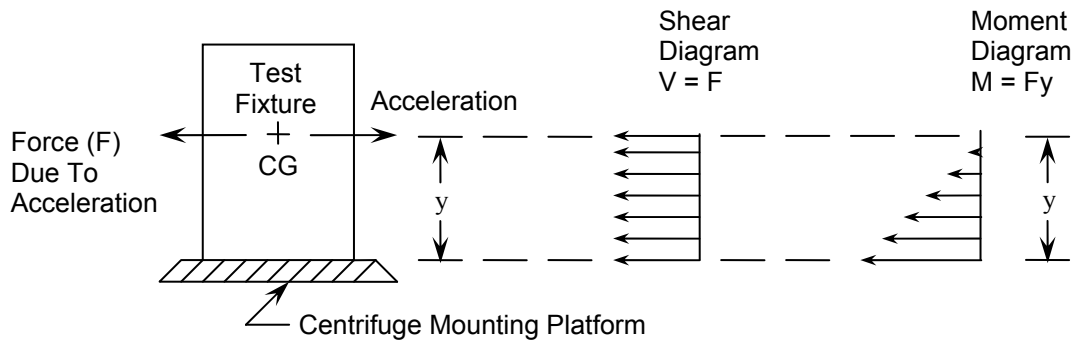 Shear
Diagram
V = F
Moment
Diagram
M = Fy
Test
Fixture
CG
Acceleration
Force (F)
Due To
Acceleration
y
y
Centrifuge Mounting Platform